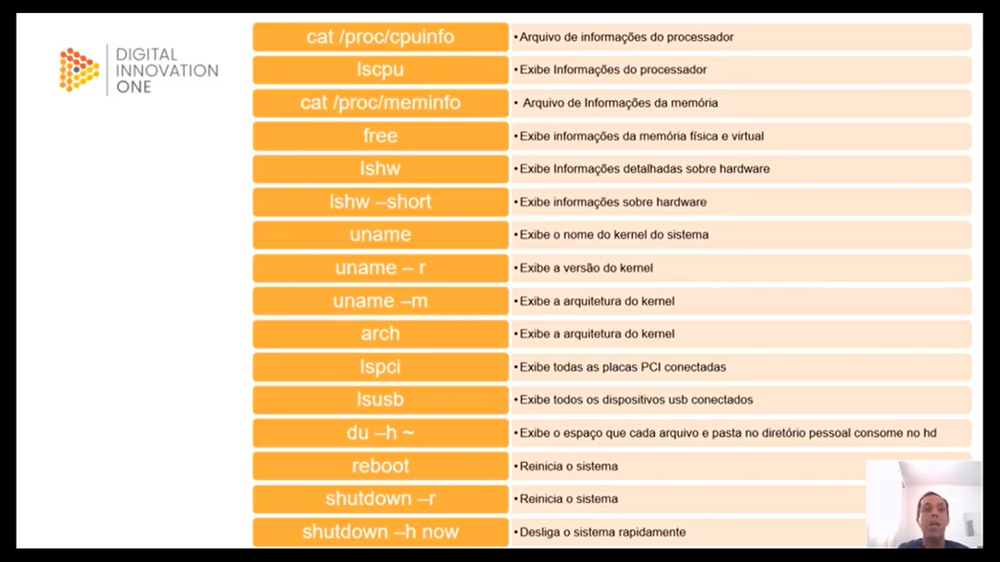 DIGITAL
INNOVATION
ONE
cat /proc/cpuinfo
•Arquivo de informações do processador
lscpu
•Exibe Informações do processador
cat /proc/meminfo
• Arquivo de Informações da memória
free
•Exibe informações da memória física e virtual
lshw
•Exibe Informações detalhadas sobre hardware
lshw –short
•Exibe informações sobre hardware
uname
•Exibe o nome do kernel do sistema
uname – r
•Exibe a versão do kernel
uname –m
•Exibe a arquitetura do kernel
arch
•Exibe a arquitetura do kernel
lspci
•Exibe todas as placas PCI conectadas
lsusb
•Exibe todos os dispositivos usb conectados
du –h ~
•Exibe o espaço que cada arquivo e pasta no diretório pessoal consome no hd
reboot
•Reinicia o sistema
shutdown –r
•Reinicia o sistema
shutdown –h now
•Desliga o sistema rapidamente